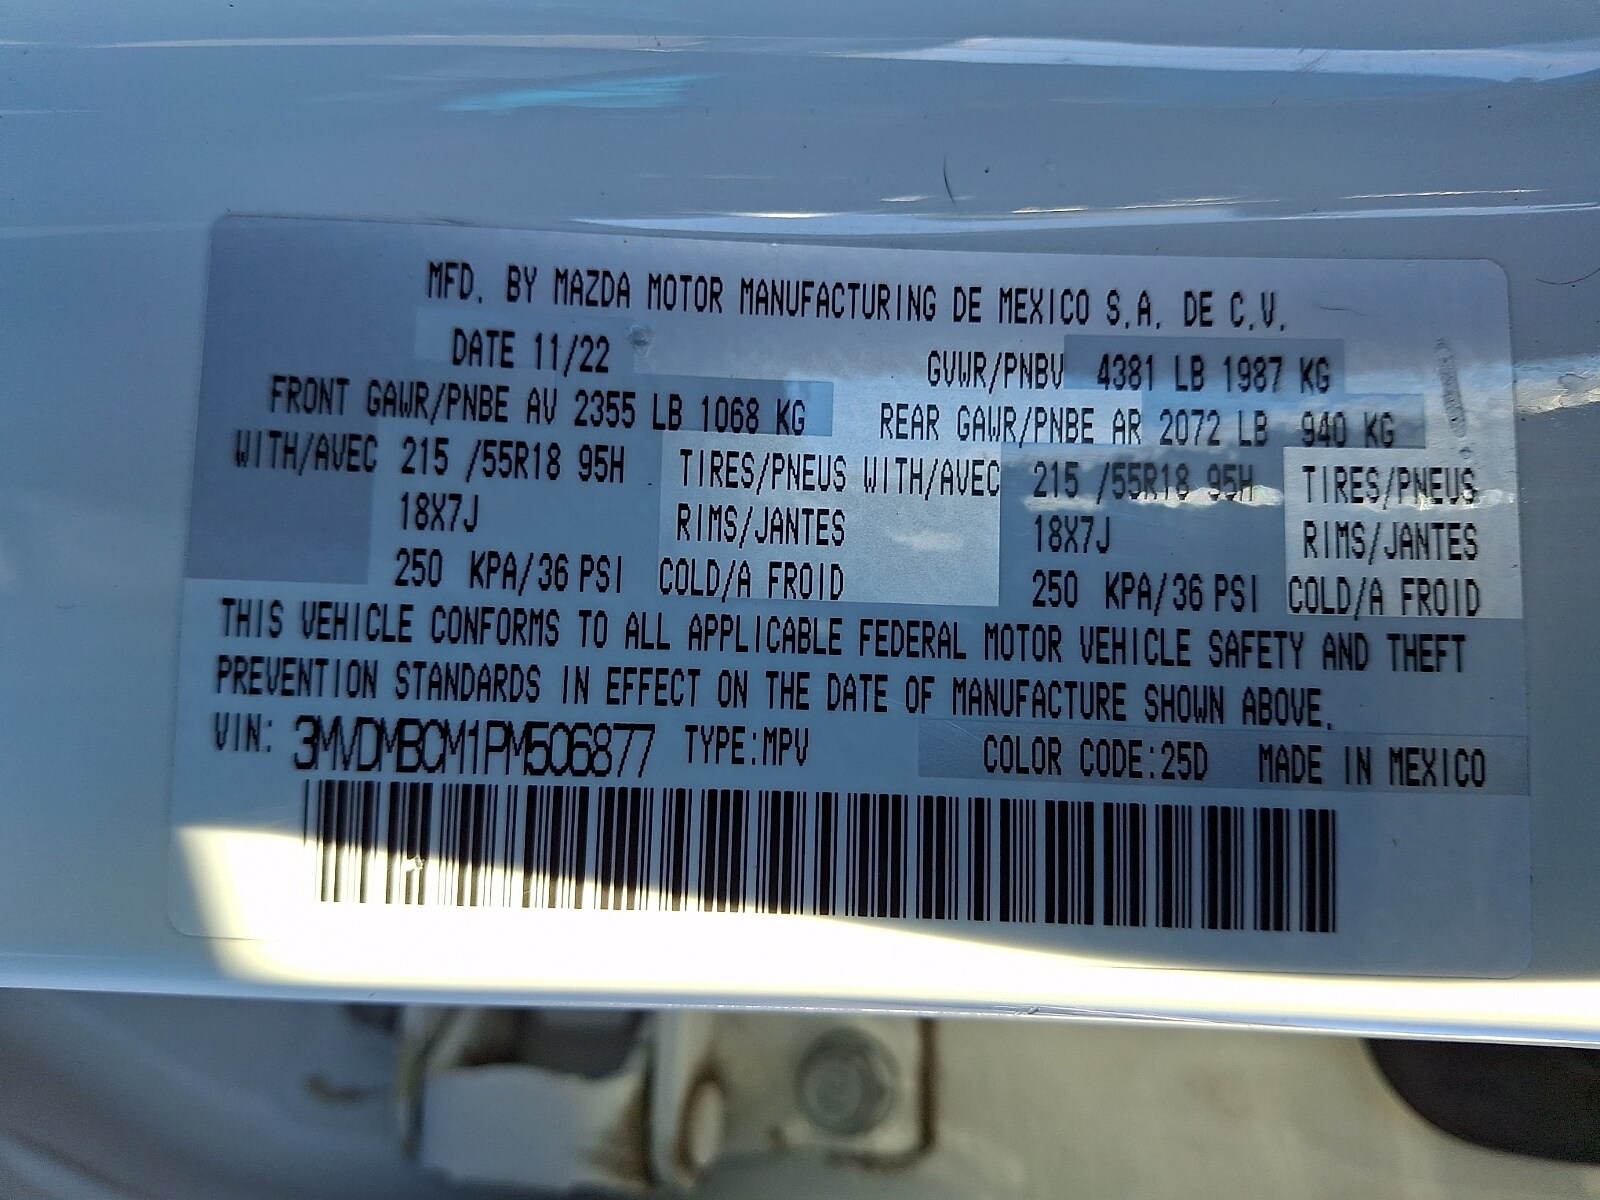 MFD. BY MAZDA MOTOR MANUFACTURING DE MEXICO S.A. DE C.V.
DATE 11/22 GVWR/PNBV 4381 LB 1987 KG
FRONT GAWR/PNBE AV 2355 LB 1068 KG REAR GAWR/PNBE AR 2072 LB 940 KG
WITH/AVEC 215 /55R18 95H TIRES/PNEUS WITH/AVEC 215 /55R18 95H TIRES/PNEUS
18X7J RIMS/JANTES 18X7J RIMS/JANTES
250 KPA/36 PSI COLD/A FROID 250 KPA/36 PSI COLD/A FROID
THIS VEHICLE CONFORMS TO ALL APPLICABLE FEDERAL MOTOR VEHICLE SAFETY AND THEFT
PREVENTION STANDARDS IN EFFECT ON THE DATE OF MANUFACTURE SHOWN ABOVE.
VIN: 3MVDMBCM1PM506877 TYPE:MPV COLOR CODE:25D MADE IN MEXICO